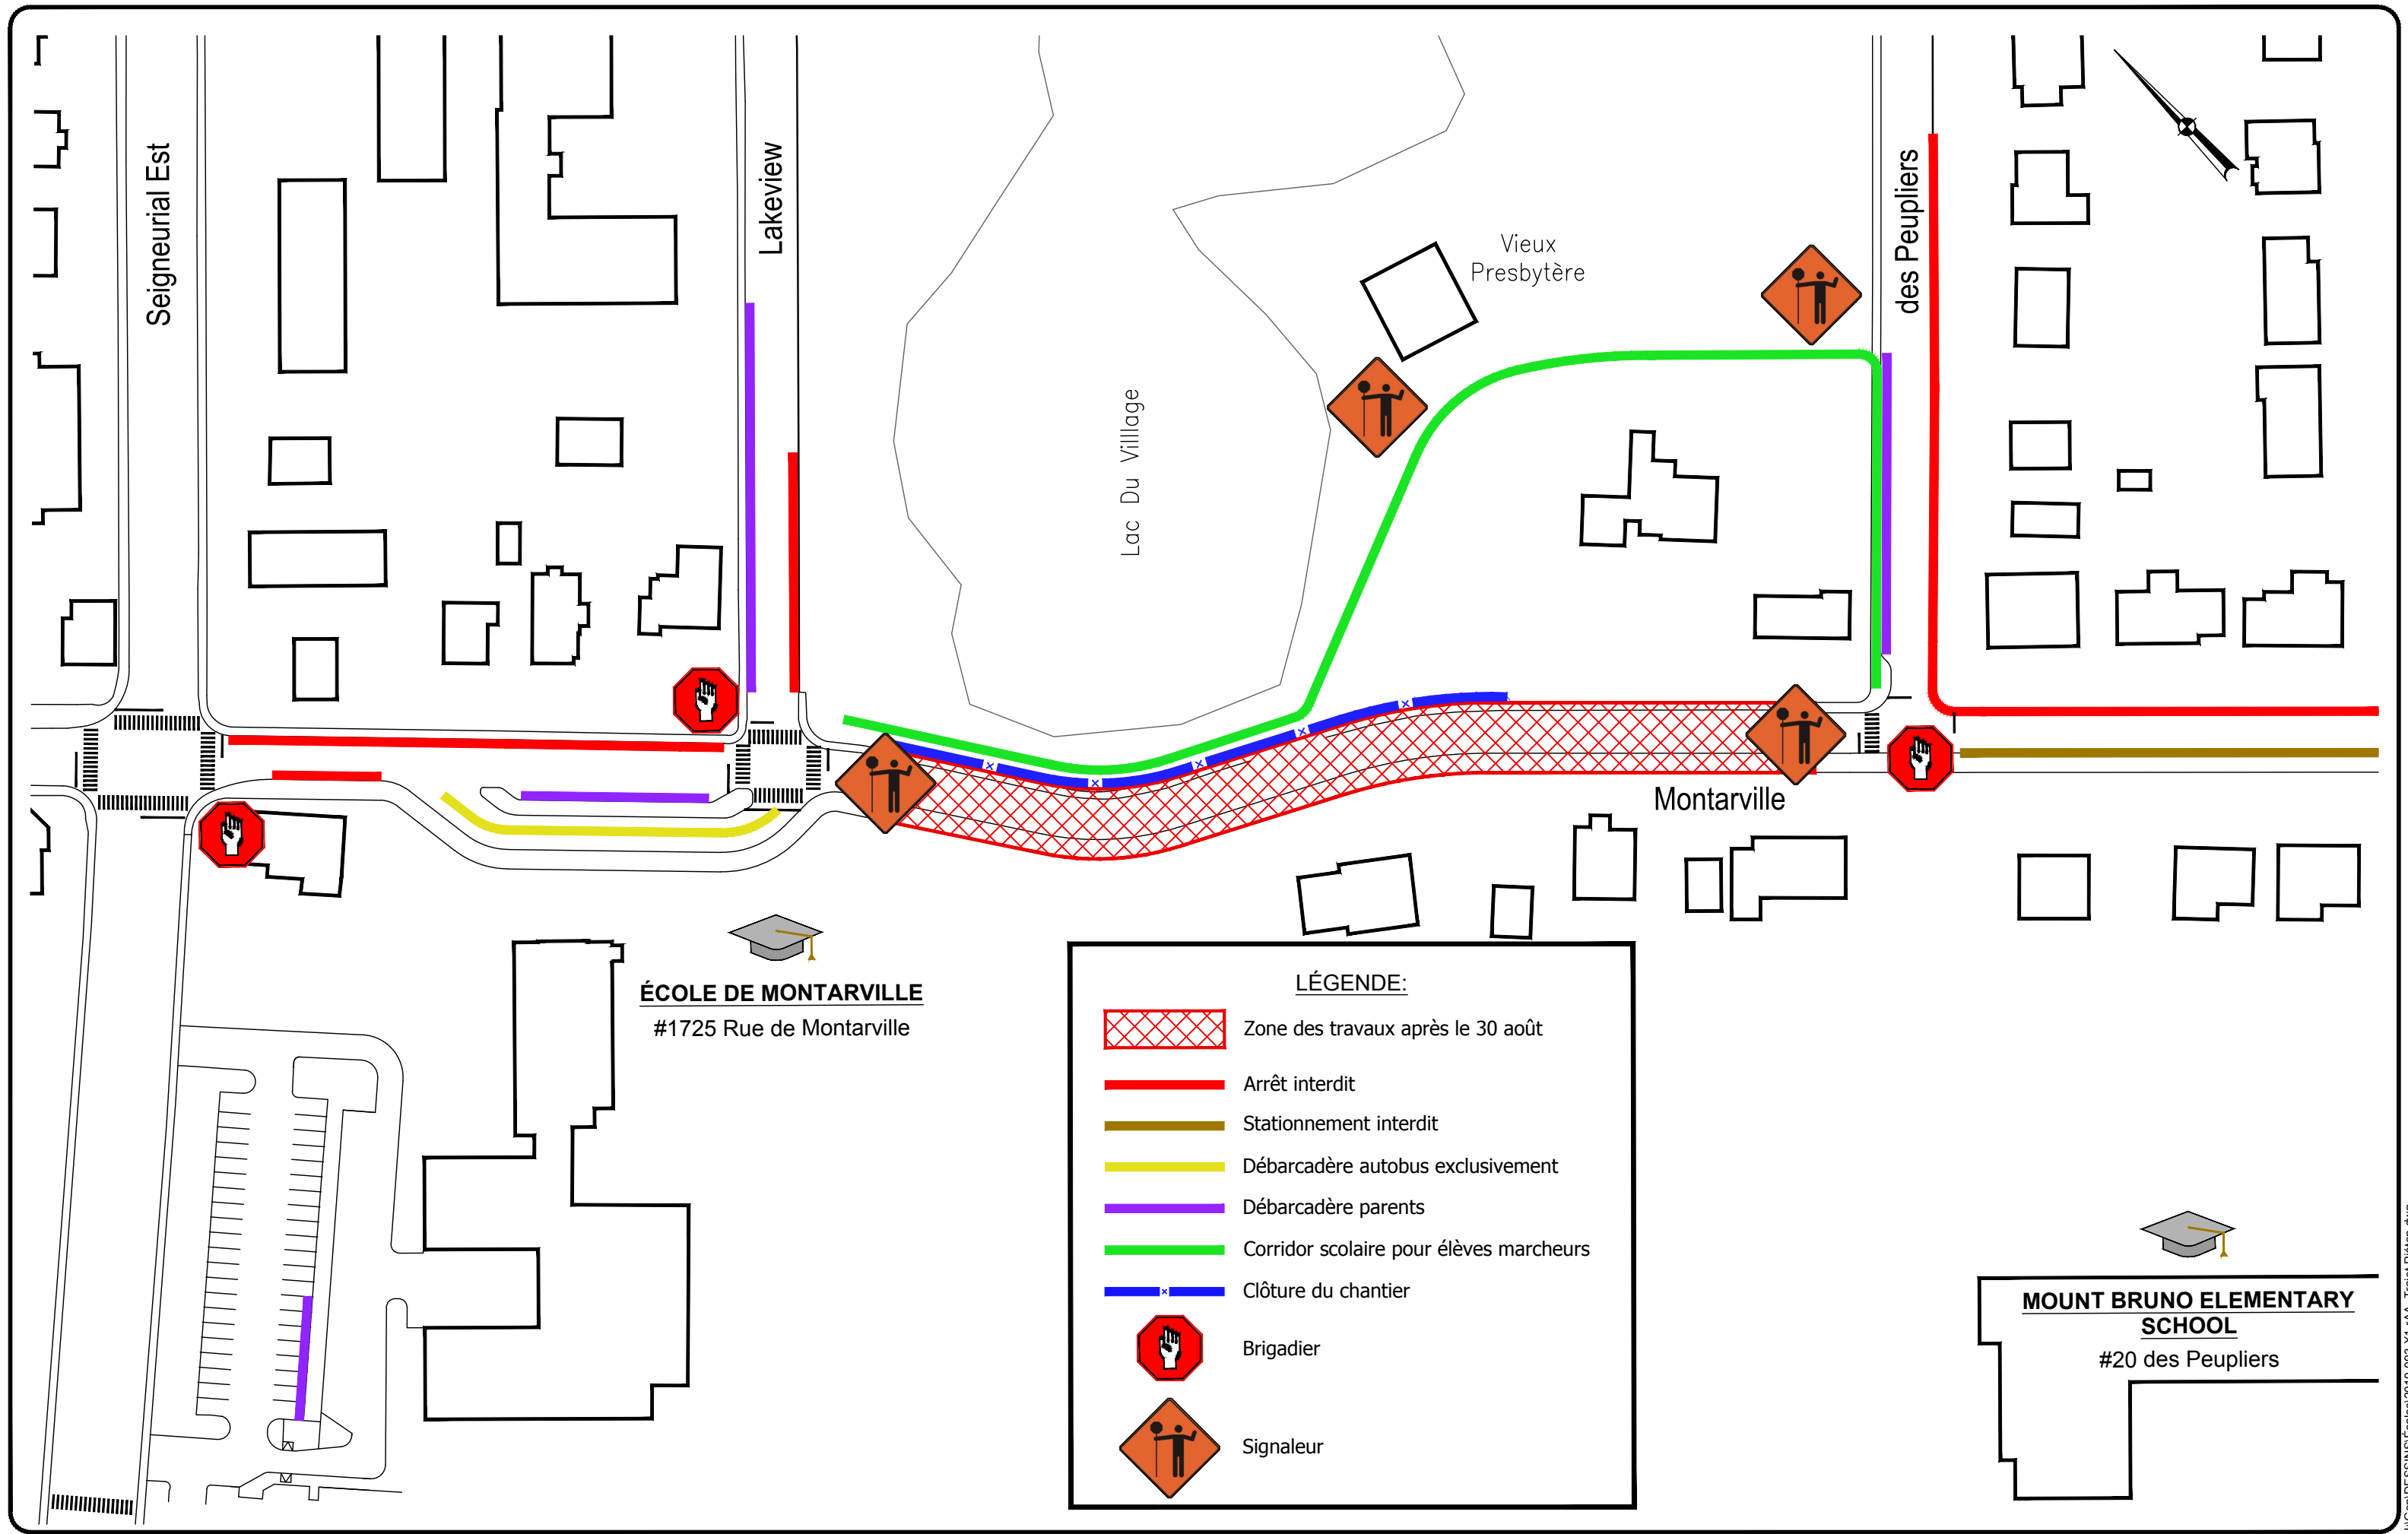 Seigneurial Est
Lakeview
Lac Du Villlage
Vieux
Presbytère
des Peupliers
Montarville
ÉCOLE DE MONTARVILLE
#1725 Rue de Montarville
LÉGENDE:
Zone des travaux après le 30 août
Arrêt interdit
Stationnement interdit
Débarcadère autobus exclusivement
Débarcadère parents
Corridor scolaire pour élèves marcheurs
Clôture du chantier
Brigadier
Signaleur
MOUNT BRUNO ELEMENTARY
SCHOOL
#20 des Peupliers